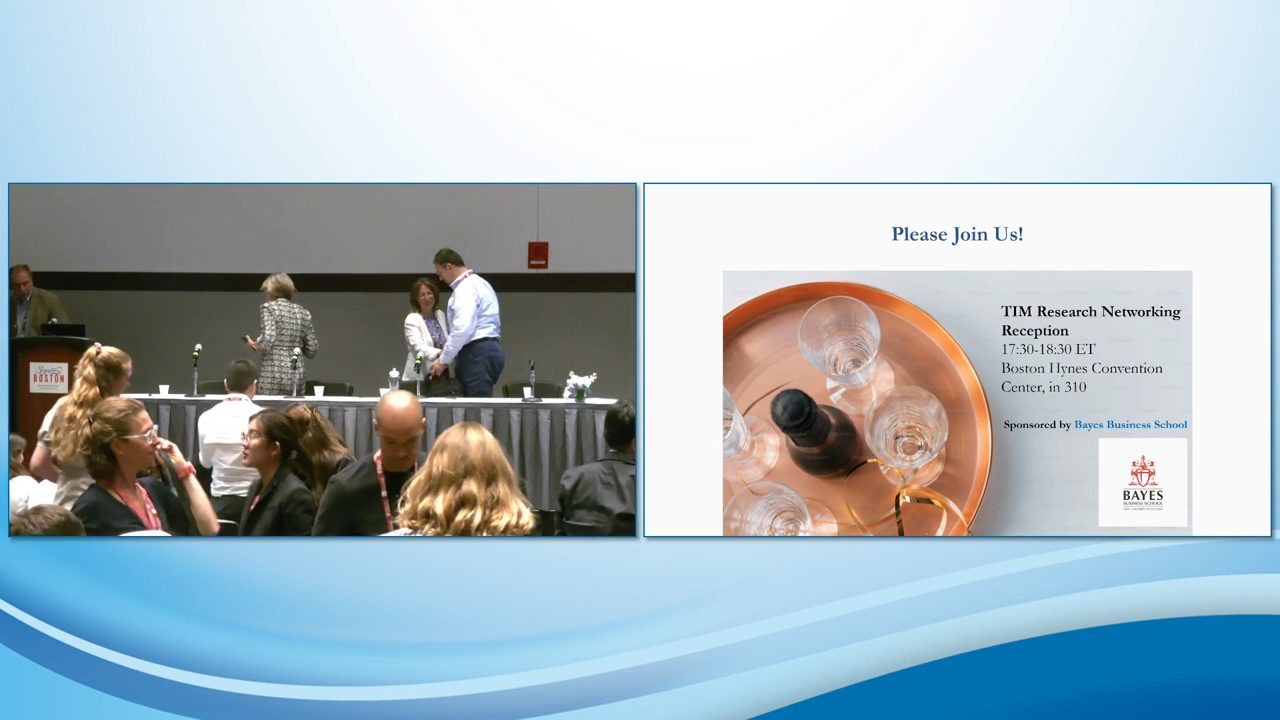 BOSTON
Please Join Us!
TIM Research Networking
Reception
17:30-18:30 ET
Boston Hynes Convention
Center, in 310
Sponsored by Bayes Business School
BAYES
BUSINESS SCHOOL